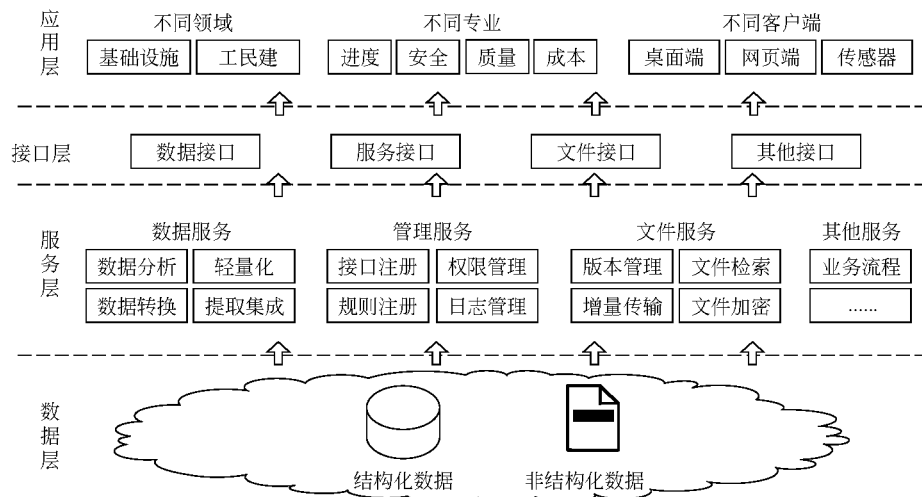 应用层
不同领域 不同专业 不同客户端
基础设施 工民建 进度 安全 质量 成本 桌面端 网页端 传感器
接口层 数据接口 服务接口 文件接口 其他接口
服务层
数据服务 管理服务 文件服务 其他服务
数据分析 轻量化 接口注册 权限管理 版本管理 文件检索 业务流程
数据转换 提取集成 规则注册 日志管理 增量传输 文件加密 ……
数据层
结构化数据 非结构化数据